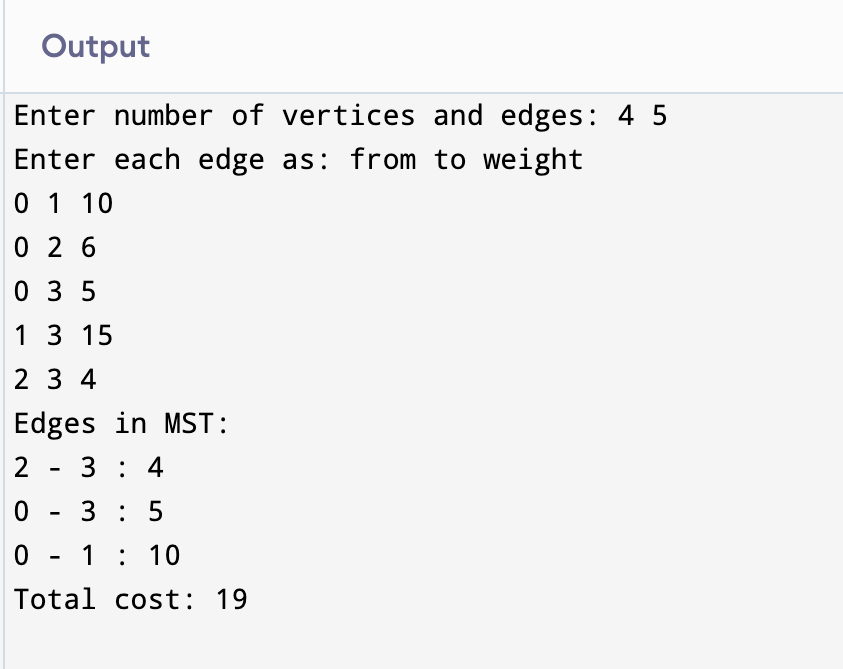 Output
Enter number of vertices and edges: 4 5
Enter each edge as: from to weight
0 1 10
0 2 6
0 3 5
1 3 15
2 3 4
Edges in MST:
2 - 3 : 4
0 - 3 : 5
0 - 1 : 10
Total cost: 19